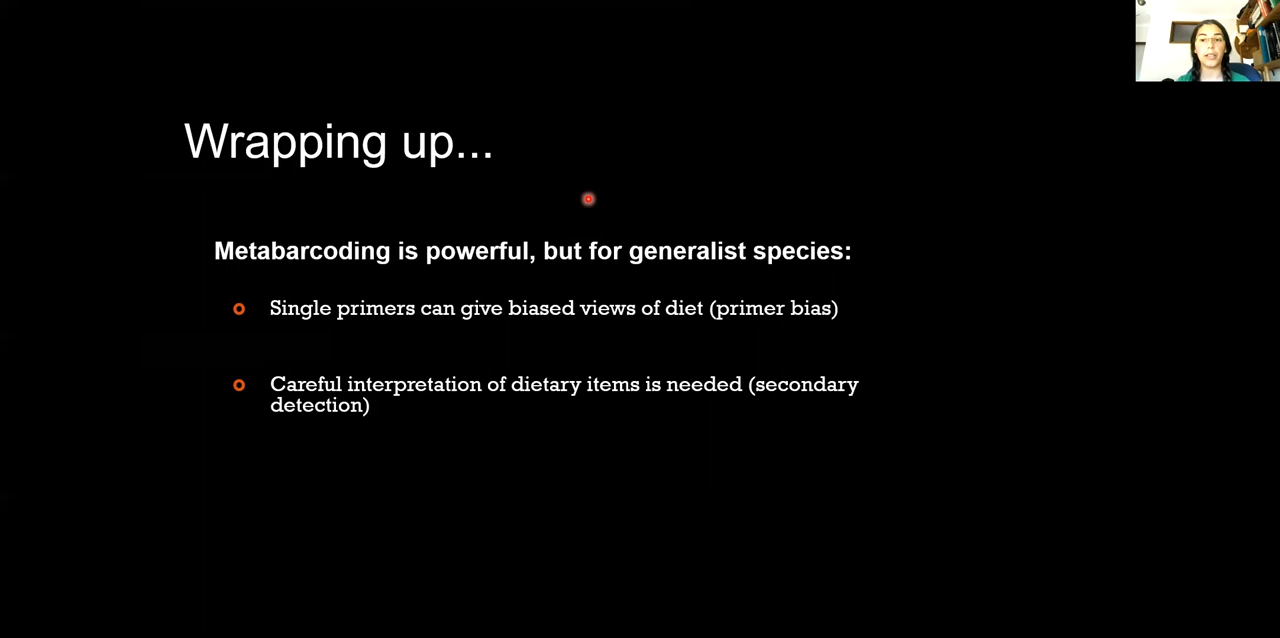 Wrapping up...
Metabarcoding is powerful, but for generalist species:
Single primers can give biased views of diet (primer bias)
Careful interpretation of dietary items is needed (secondary
detection)